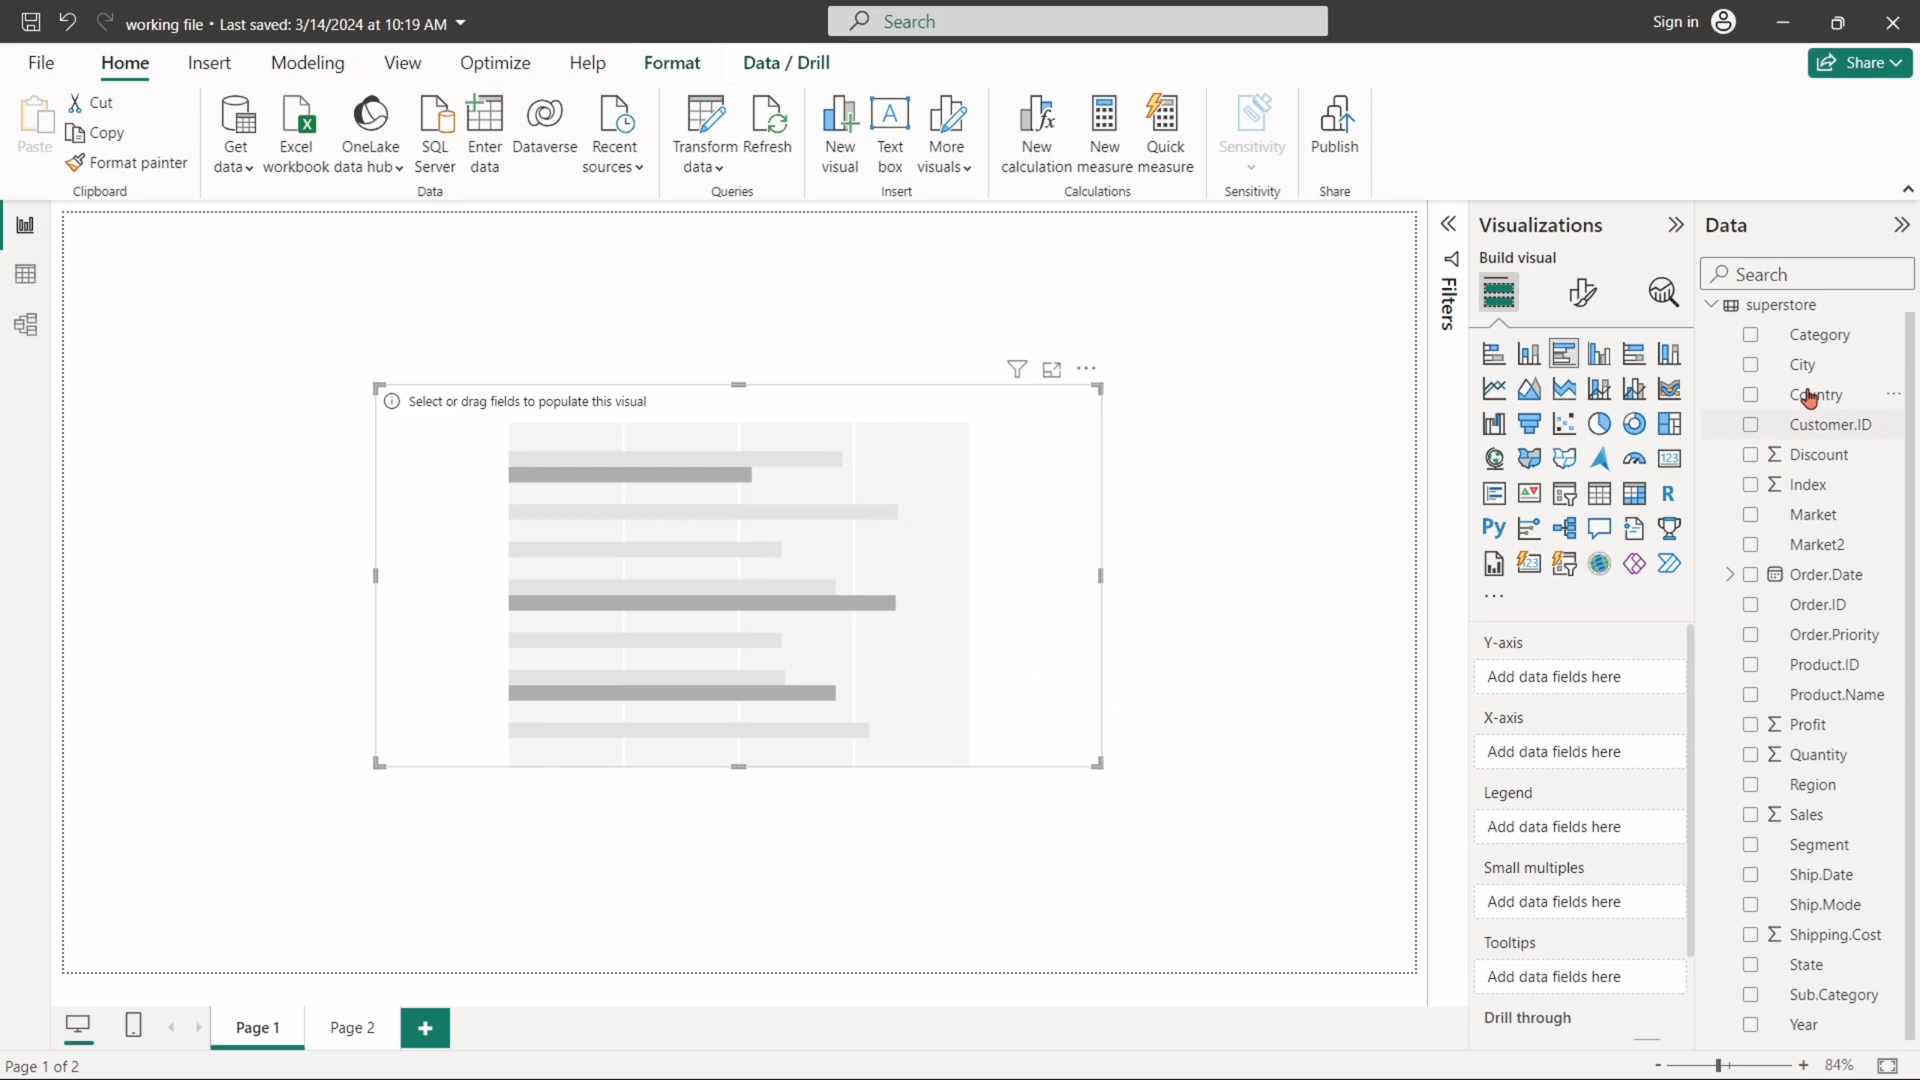 working file • Last saved: 3/14/2024 at 10:19 AM
Search
Sign in
File
Home
Insert
Modeling
View
Optimize
Help
Format
Data / Drill
Share
Paste
Cut
Copy
Format painter
Clipboard
Get data
Excel workbook
OneLake data hub
SQL Server
Enter data
Dataverse
Recent sources
Data
Transform data
Refresh
Queries
New visual
Text box
More visuals
Insert
New calculation
New measure
Quick measure
Calculations
Sensitivity
Sensitivity
Publish
Share
Select or drag fields to populate this visual
Filters
Visualizations
Build visual
123
R
Py
123
Y-axis
Add data fields here
X-axis
Add data fields here
Legend
Add data fields here
Small multiples
Add data fields here
Tooltips
Add data fields here
Drill through
Data
Search
superstore
Category
City
Country
Customer.ID
Discount
Index
Market
Market2
Order.Date
Order.ID
Order.Priority
Product.ID
Product.Name
Profit
Quantity
Region
Sales
Segment
Ship.Date
Ship.Mode
Shipping.Cost
State
Sub.Category
Year
Page 1
Page 2
Page 1 of 2
84%